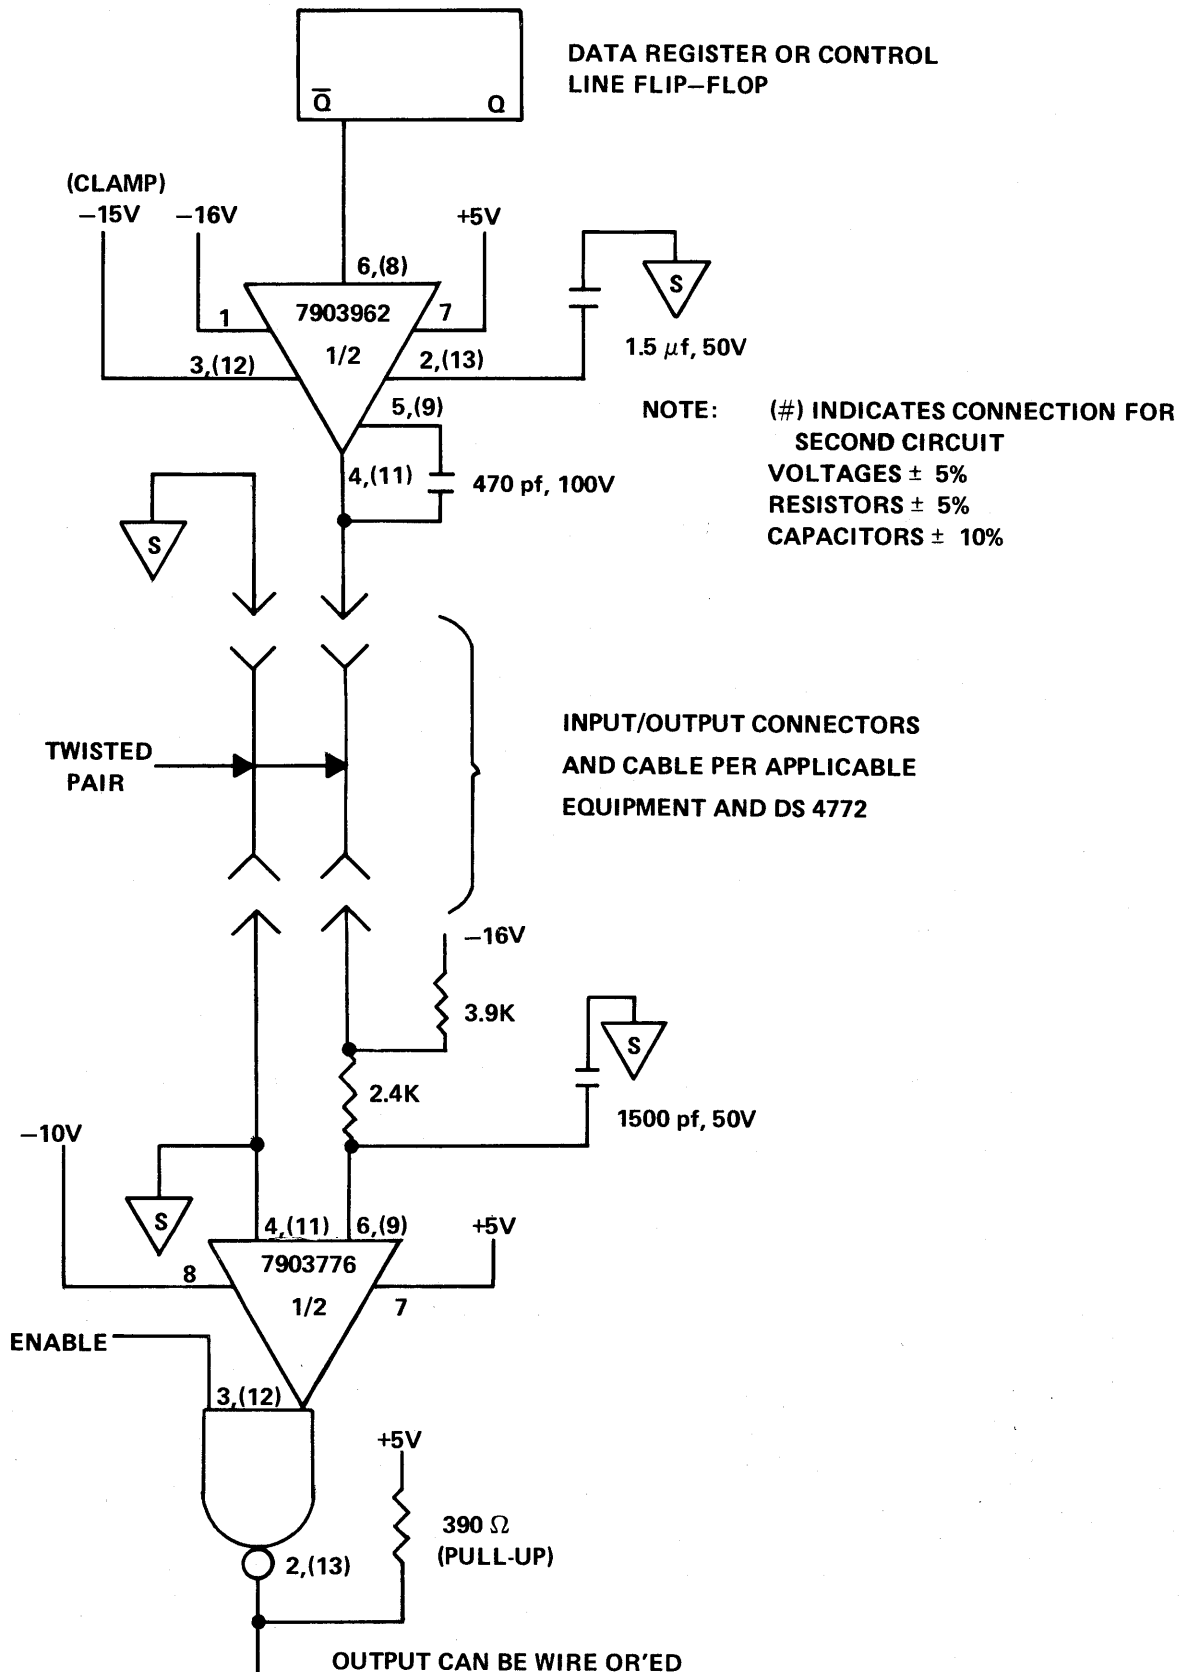 DATA REGISTER OR CONTROL
LINE FLIP–FLOP
Q̅ Q
(CLAMP)
–15V –16V +5V
6,(8)
S
7903962
1 7
1/2
1.5 µf, 50V
3,(12) 2,(13)
5,(9)
NOTE: (#) INDICATES CONNECTION FOR
SECOND CIRCUIT
VOLTAGES ± 5%
RESISTORS ± 5%
CAPACITORS ± 10%
4,(11) 470 pf, 100V
S
INPUT/OUTPUT CONNECTORS
AND CABLE PER APPLICABLE
EQUIPMENT AND DS 4772
TWISTED
PAIR
–16V
3.9K
S
2.4K
1500 pf, 50V
–10V
S
4,(11) 6,(9) +5V
7903776
8 1/2 7
ENABLE
3,(12)
+5V
390 Ω
(PULL-UP)
2,(13)
OUTPUT CAN BE WIRE OR'ED